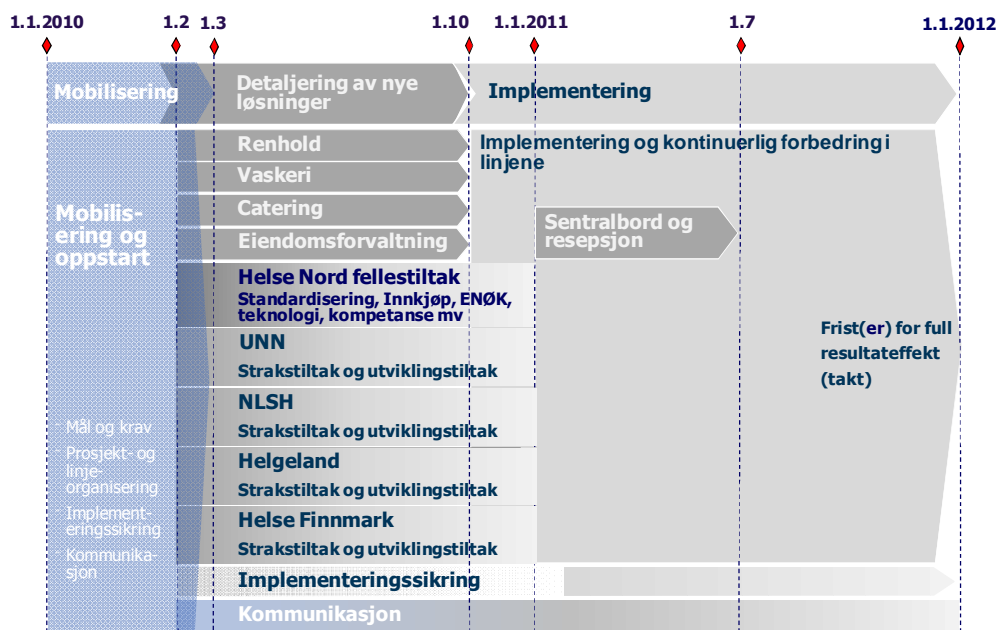 1.1.2010
1.2
1.3
1.10
1.1.2011
1.7
1.1.2012
Mobilisering
Detaljering av nye
løsninger
Implementering
Mobilis-
ering og
oppstart
- Mål og krav
- Prosjekt- og
linje-
organisering
- Implement-
eringssikring
- Kommunika-
sjon
Renhold
Vaskeri
Catering
Eiendomsforvaltning
Implementering og kontinuerlig forbedring i
linjene
Sentralbord og
resepsjon
Helse Nord fellestiltak
Standardisering, Innkjøp, ENØK,
teknologi, kompetanse mv
UNN
Strakstiltak og utviklingstiltak
NLSH
Strakstiltak og utviklingstiltak
Helgeland
Strakstiltak og utviklingstiltak
Helse Finnmark
Strakstiltak og utviklingstiltak
Frist(er) for full
resultateffekt
(takt)
Implementeringssikring
Kommunikasjon